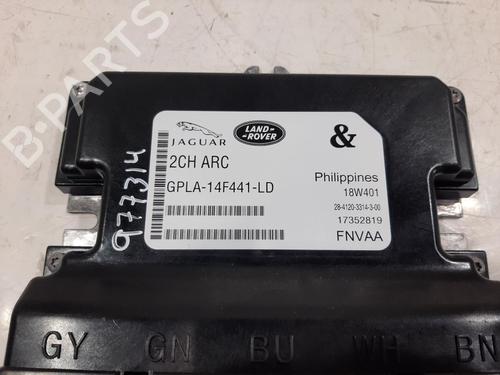 B-PARTS
JAGUAR
LAND-
ROVER
&
2CH ARC
GPLA-14F441-LD
Philippines
18W401
28-4120-3314-3-00
17352819
FNVAA
977314
GY GN BU WH BN